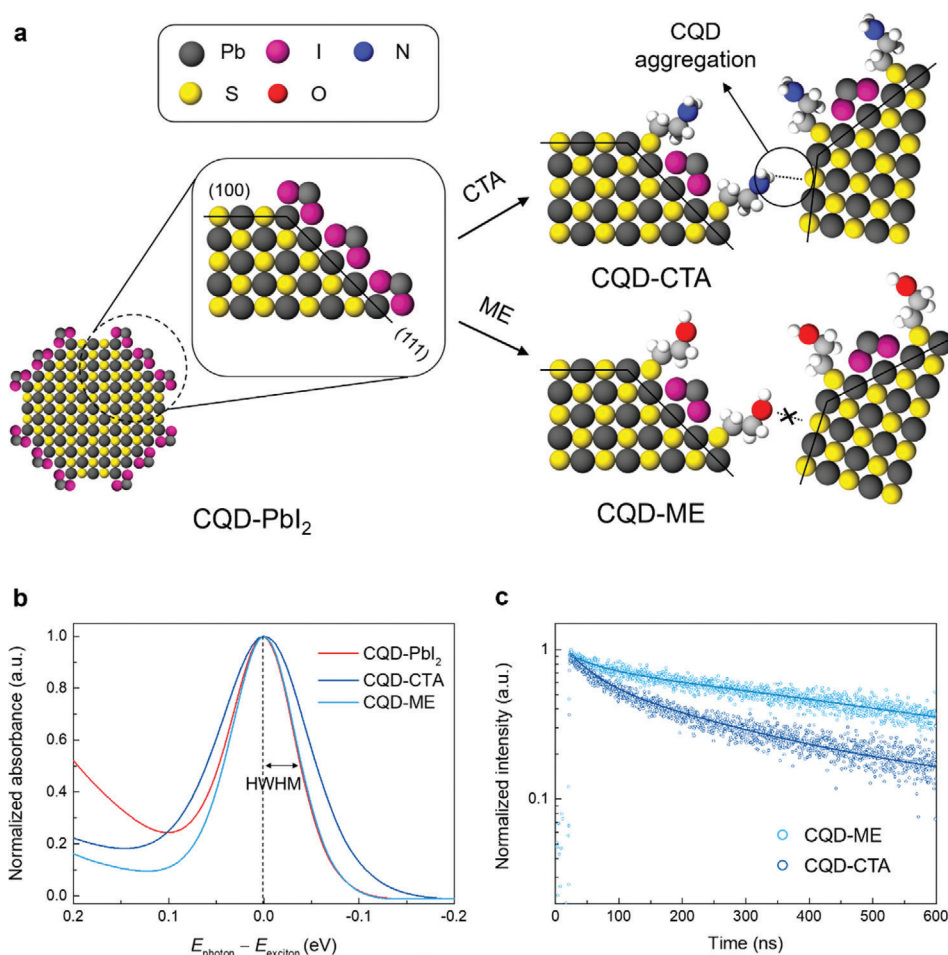 a
Pb I N
S O
CQD
aggregation
(100)
(111)
CTA
ME
CQD-CTA
CQD-PbI₂
CQD-ME
b
Normalized absorbance (a.u.)
1.0
0.8
0.6
0.4
0.2
0.0
CQD-PbI₂
CQD-CTA
CQD-ME
HWHM
0.2 0.1 0.0 -0.1 -0.2
E_photon – E_exciton (eV)
c
Normalized intensity (a.u.)
1
0.1
CQD-ME
CQD-CTA
0 100 200 300 400 500 600
Time (ns)